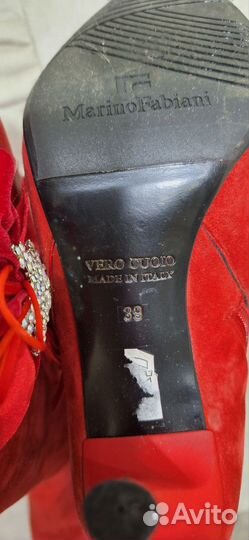 MarinoFabiani
VERO CUOIO
MADE IN ITALY
39
Avito